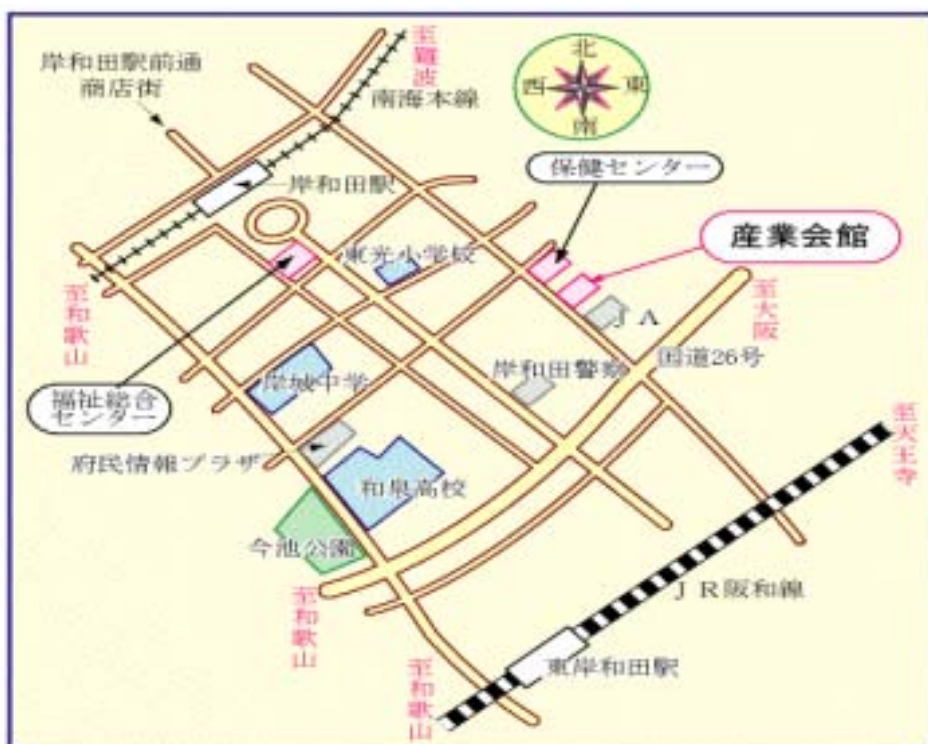 岸和田駅前通
商店街
至難波
南海本線
北
西
東
南
保健センター
岸和田駅
産業会館
東光小学校
至和歌山
至大阪
JA
国道26号
岸和田警察
岸城中学
福祉総合
センター
至天王寺
府民情報プラザ
和泉高校
今池公園
至和歌山
JR阪和線
東岸和田駅
至和歌山